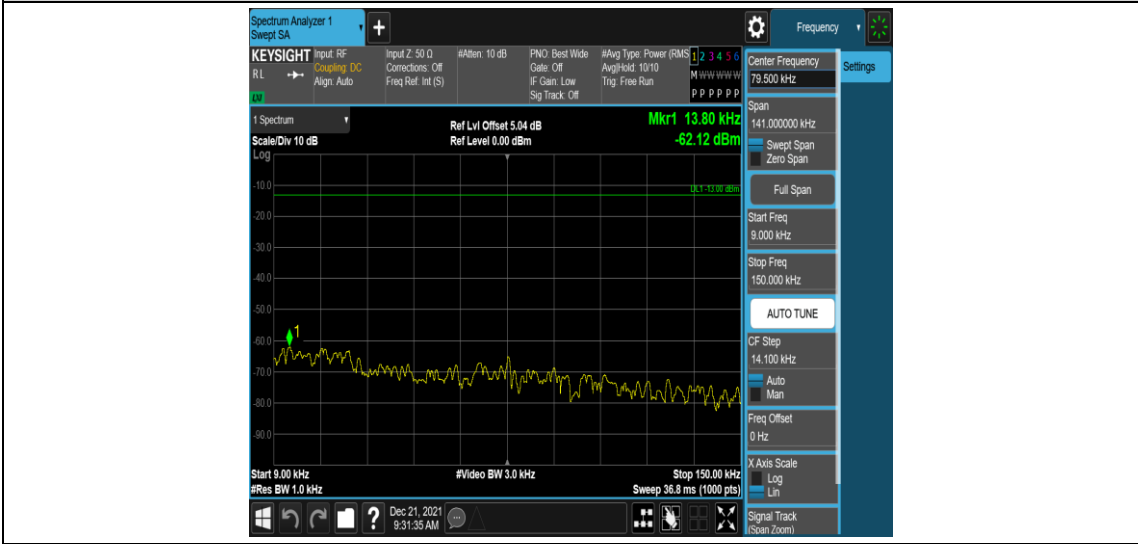 Spectrum Analyzer 1
Swept SA
+
Frequency
KEYSIGHT
RL
Input: RF
Coupling: DC
Align: Auto
Input Z: 50 Ω
Corrections: Off
Freq Ref: Int (S)
#Atten: 10 dB
PNO: Best Wide
Gate: Off
IF Gain: Low
Sig Track: Off
#Avg Type: Power (RMS
Avg|Hold: 10/10
Trig: Free Run
1 2 3 4 5 6
M W W W W W
P P P P P P
1 Spectrum
Scale/Div 10 dB
Log
Ref Lvl Offset 5.04 dB
Ref Level 0.00 dBm
Mkr1 13.80 kHz
-62.12 dBm
DL1 -13.00 dBm
-10.0
-20.0
-30.0
-40.0
-50.0
-60.0
-70.0
-80.0
-90.0
1
Start 9.00 kHz
#Res BW 1.0 kHz
#Video BW 3.0 kHz
Stop 150.00 kHz
Sweep 36.8 ms (1000 pts)
?
Dec 21, 2021
9:31:35 AM
Center Frequency
79.500 kHz
Span
141.000000 kHz
Swept Span
Zero Span
Full Span
Start Freq
9.000 kHz
Stop Freq
150.000 kHz
AUTO TUNE
CF Step
14.100 kHz
Auto
Man
Freq Offset
0 Hz
X Axis Scale
Log
Lin
Signal Track
(Span Zoom)
Settings